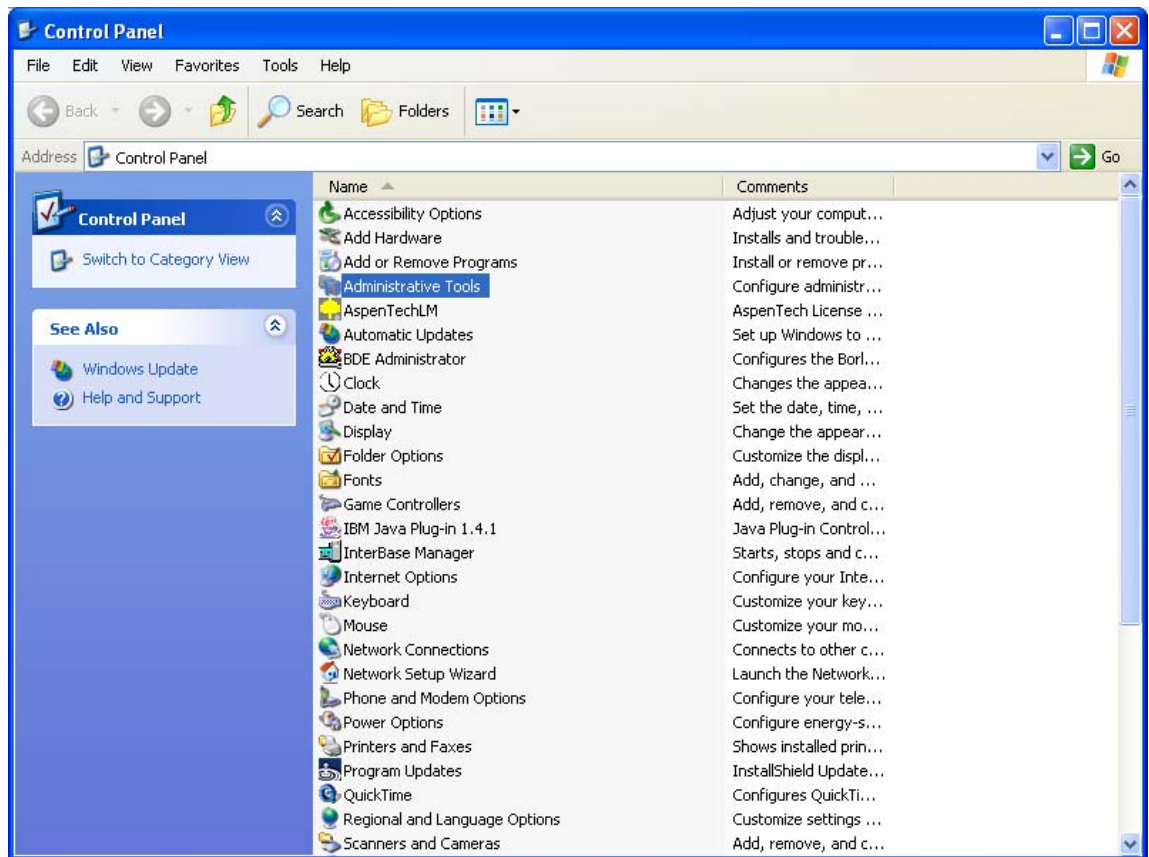 Control Panel
File Edit View Favorites Tools Help
Back Search Folders
Address Control Panel Go
Control Panel
Switch to Category View
See Also
Windows Update
Help and Support
Name Comments
Accessibility Options Adjust your comput...
Add Hardware Installs and trouble...
Add or Remove Programs Install or remove pr...
Administrative Tools Configure administr...
AspenTechLM AspenTech License ...
Automatic Updates Set up Windows to ...
BDE Administrator Configures the Borl...
Clock Changes the appea...
Date and Time Set the date, time, ...
Display Change the appear...
Folder Options Customize the displ...
Fonts Add, change, and ...
Game Controllers Add, remove, and c...
IBM Java Plug-in 1.4.1 Java Plug-in Control...
InterBase Manager Starts, stops and c...
Internet Options Configure your Inte...
Keyboard Customize your key...
Mouse Customize your mo...
Network Connections Connects to other c...
Network Setup Wizard Launch the Network...
Phone and Modem Options Configure your tele...
Power Options Configure energy-s...
Printers and Faxes Shows installed prin...
Program Updates InstallShield Update...
QuickTime Configures QuickTi...
Regional and Language Options Customize settings ...
Scanners and Cameras Add, remove, and c...